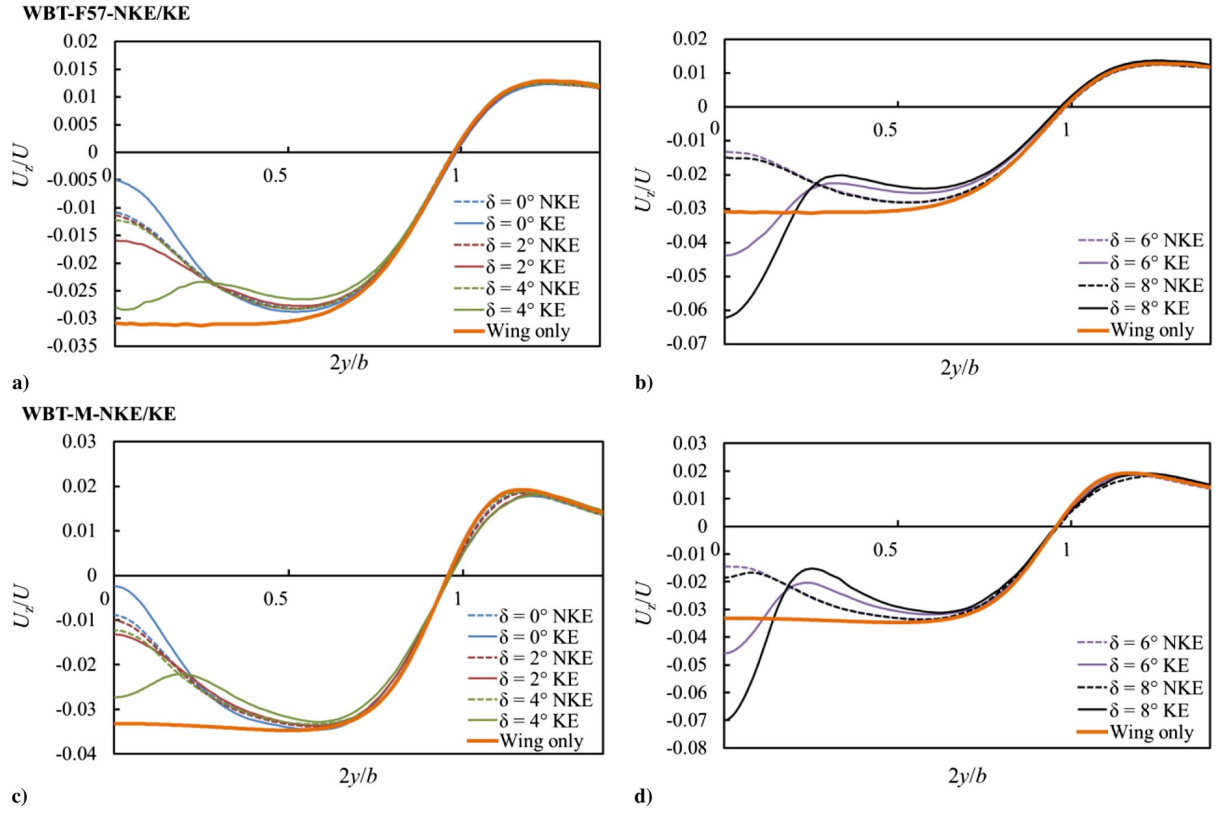 WBT-F57-NKE/KE
0.02
0.015
0.01
0.005
0
-0.005
-0.01
-0.015
-0.02
-0.025
-0.03
-0.035
0
0.5
1
U_z/U
2y/b
δ = 0° NKE
δ = 0° KE
δ = 2° NKE
δ = 2° KE
δ = 4° NKE
δ = 4° KE
Wing only
a)
0.02
0.01
0
-0.01
-0.02
-0.03
-0.04
-0.05
-0.06
-0.07
0
0.5
1
U_z/U
2y/b
δ = 6° NKE
δ = 6° KE
δ = 8° NKE
δ = 8° KE
Wing only
b)
WBT-M-NKE/KE
0.03
0.02
0.01
0
-0.01
-0.02
-0.03
-0.04
0
0.5
1
U_z/U
2y/b
δ = 0° NKE
δ = 0° KE
δ = 2° NKE
δ = 2° KE
δ = 4° NKE
δ = 4° KE
Wing only
c)
0.03
0.02
0.01
0
-0.01
-0.02
-0.03
-0.04
-0.05
-0.06
-0.07
-0.08
0
0.5
1
U_z/U
2y/b
δ = 6° NKE
δ = 6° KE
δ = 8° NKE
δ = 8° KE
Wing only
d)